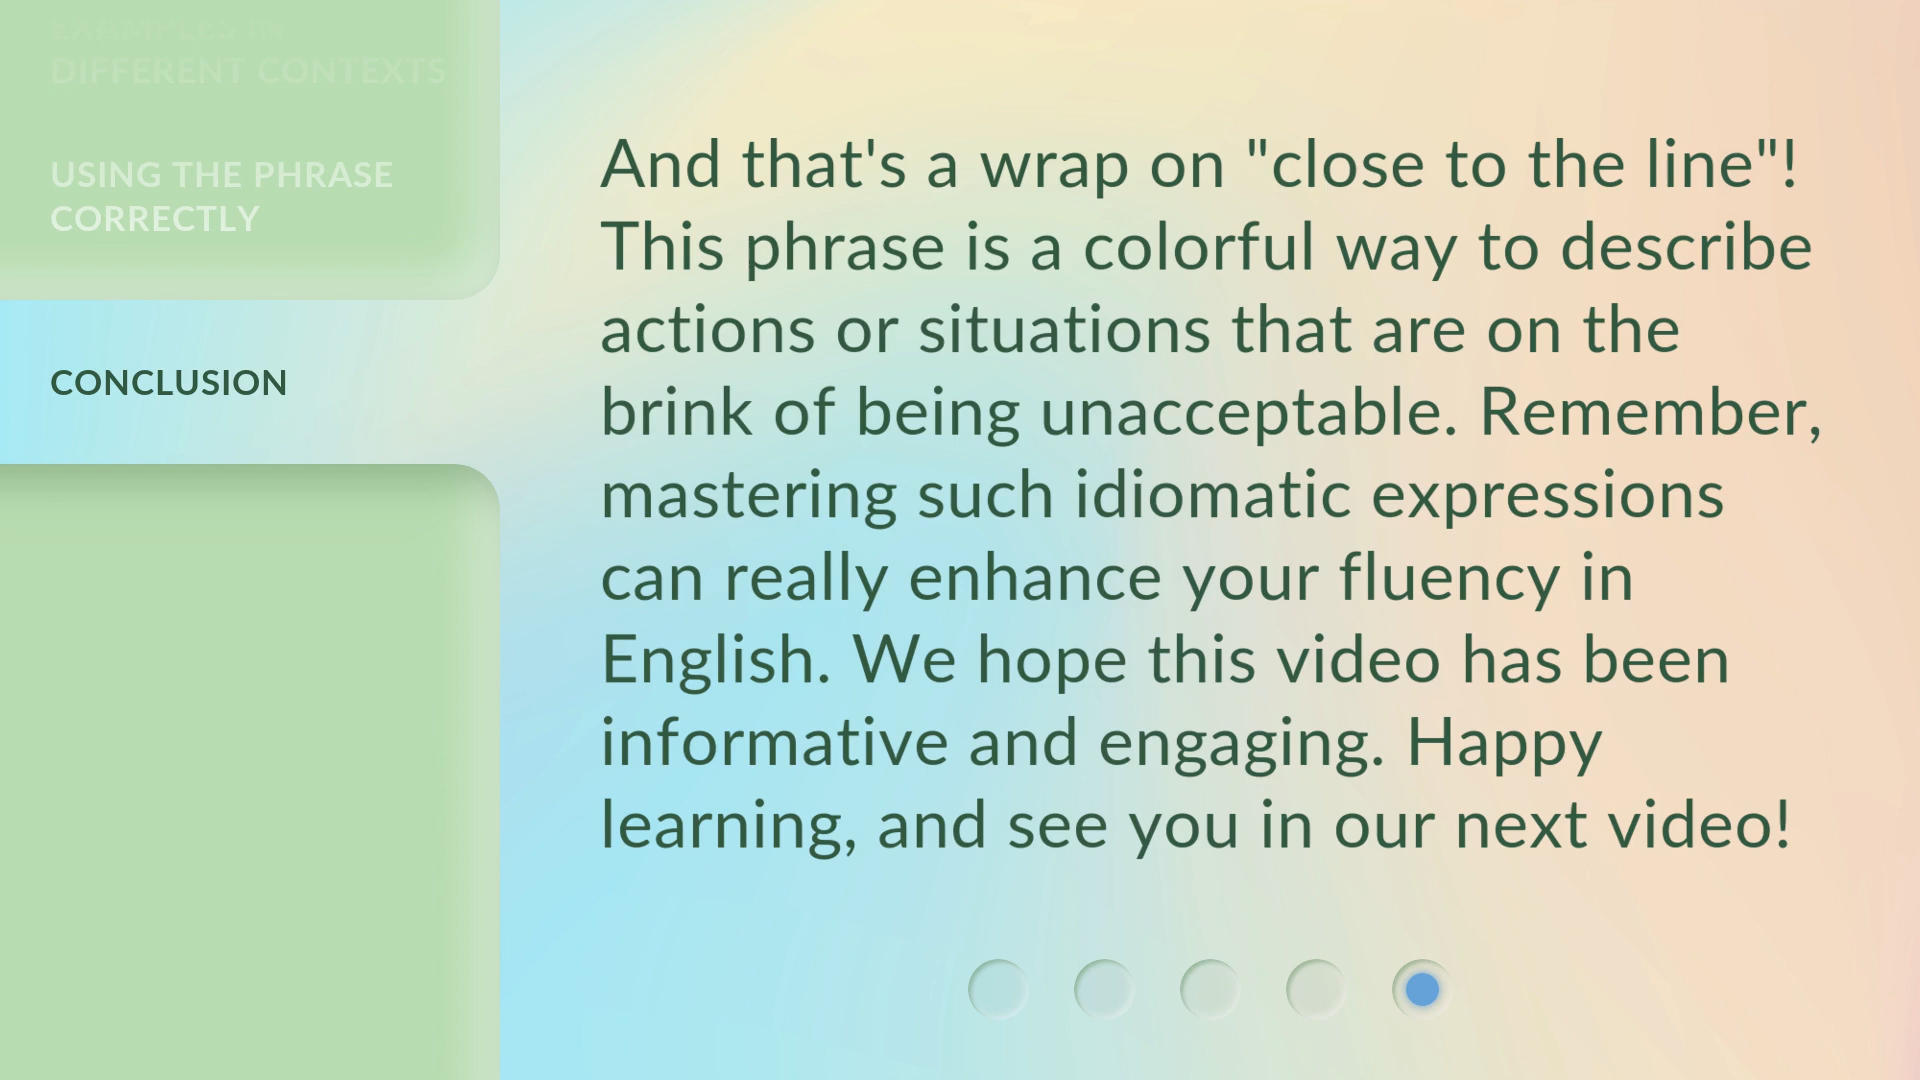 EXAMPLES IN
DIFFERENT CONTEXTS
USING THE PHRASE
CORRECTLY
CONCLUSION
And that's a wrap on "close to the line"!
This phrase is a colorful way to describe
actions or situations that are on the
brink of being unacceptable. Remember,
mastering such idiomatic expressions
can really enhance your fluency in
English. We hope this video has been
informative and engaging. Happy
learning, and see you in our next video!